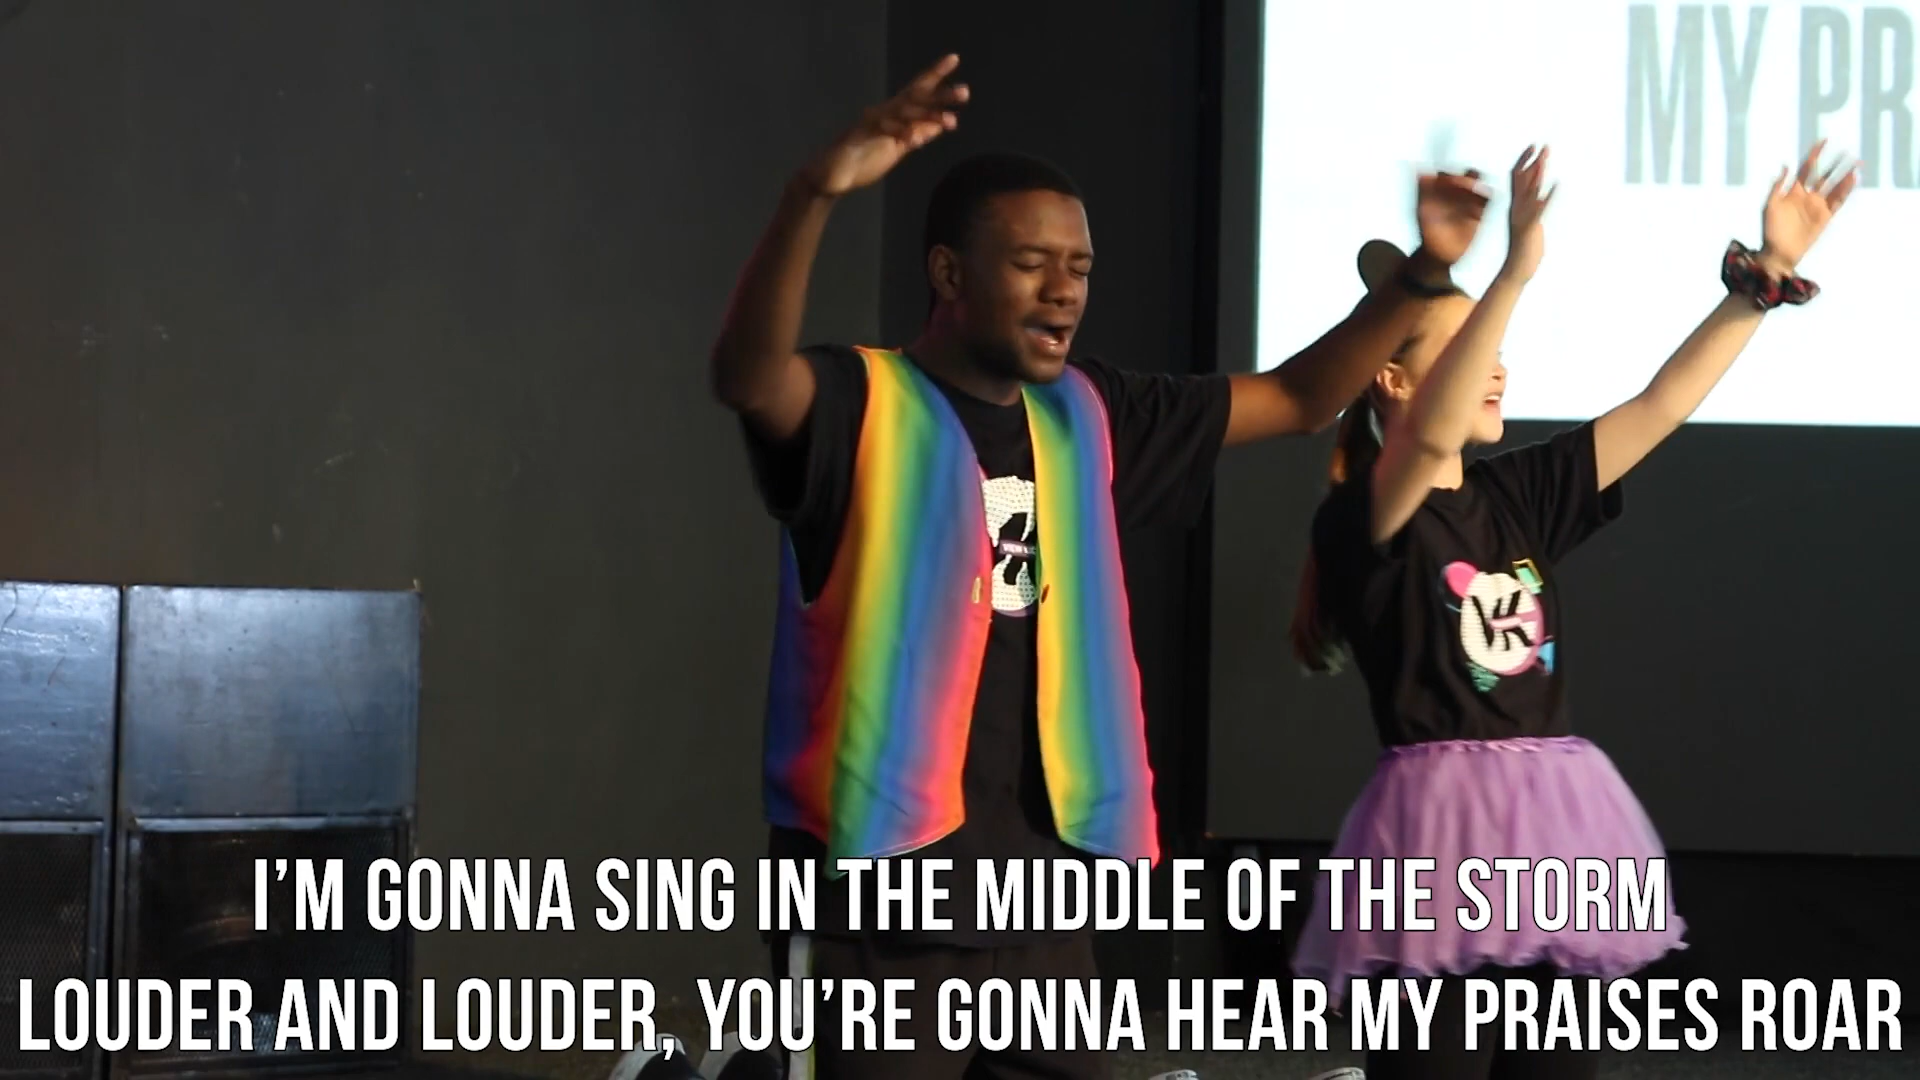 MY PR
VK
I'M GONNA SING IN THE MIDDLE OF THE STORM
LOUDER AND LOUDER, YOU'RE GONNA HEAR MY PRAISES ROAR